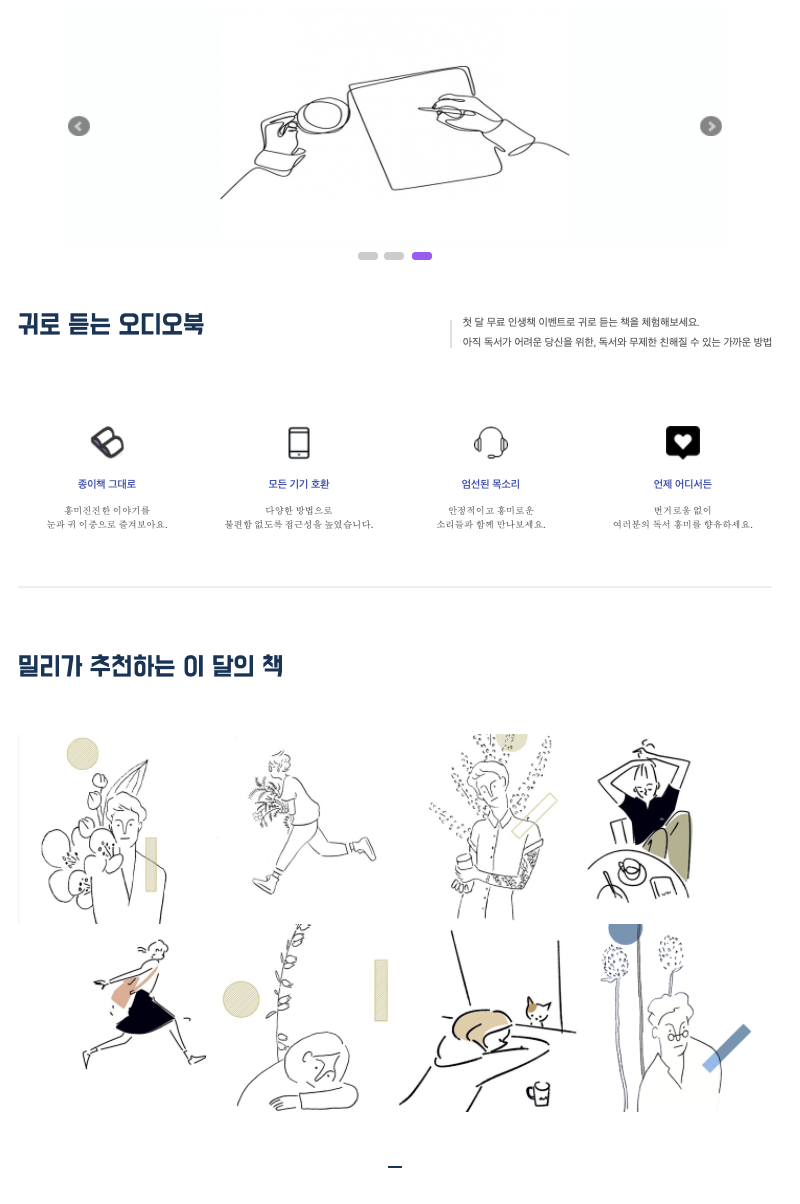 귀로 듣는 오디오북
첫 달 무료 인생책 이벤트로 귀로 듣는 책을 체험해보세요.
아직 독서가 어려운 당신을 위한, 독서와 무제한 친해질 수 있는 가까운 방법
종이책 그대로
흥미진진한 이야기를
눈과 귀 이중으로 즐겨보아요.
모든 기기 호환
다양한 방법으로
불편함 없도록 접근성을 높였습니다.
엄선된 목소리
안정적이고 흥미로운
소리들과 함께 만나보세요.
언제 어디서든
번거로움 없이
여러분의 독서 흥미를 향유하세요.
밀리가 추천하는 이 달의 책